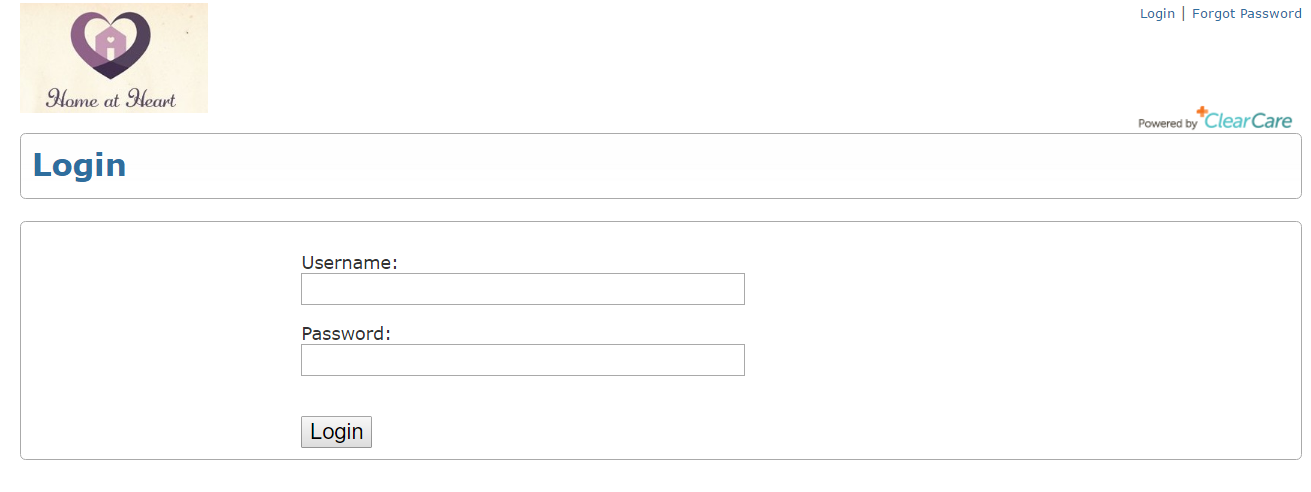 Home at Heart
Login | Forgot Password
Powered by ClearCare
Login
Username:
Password:
Login